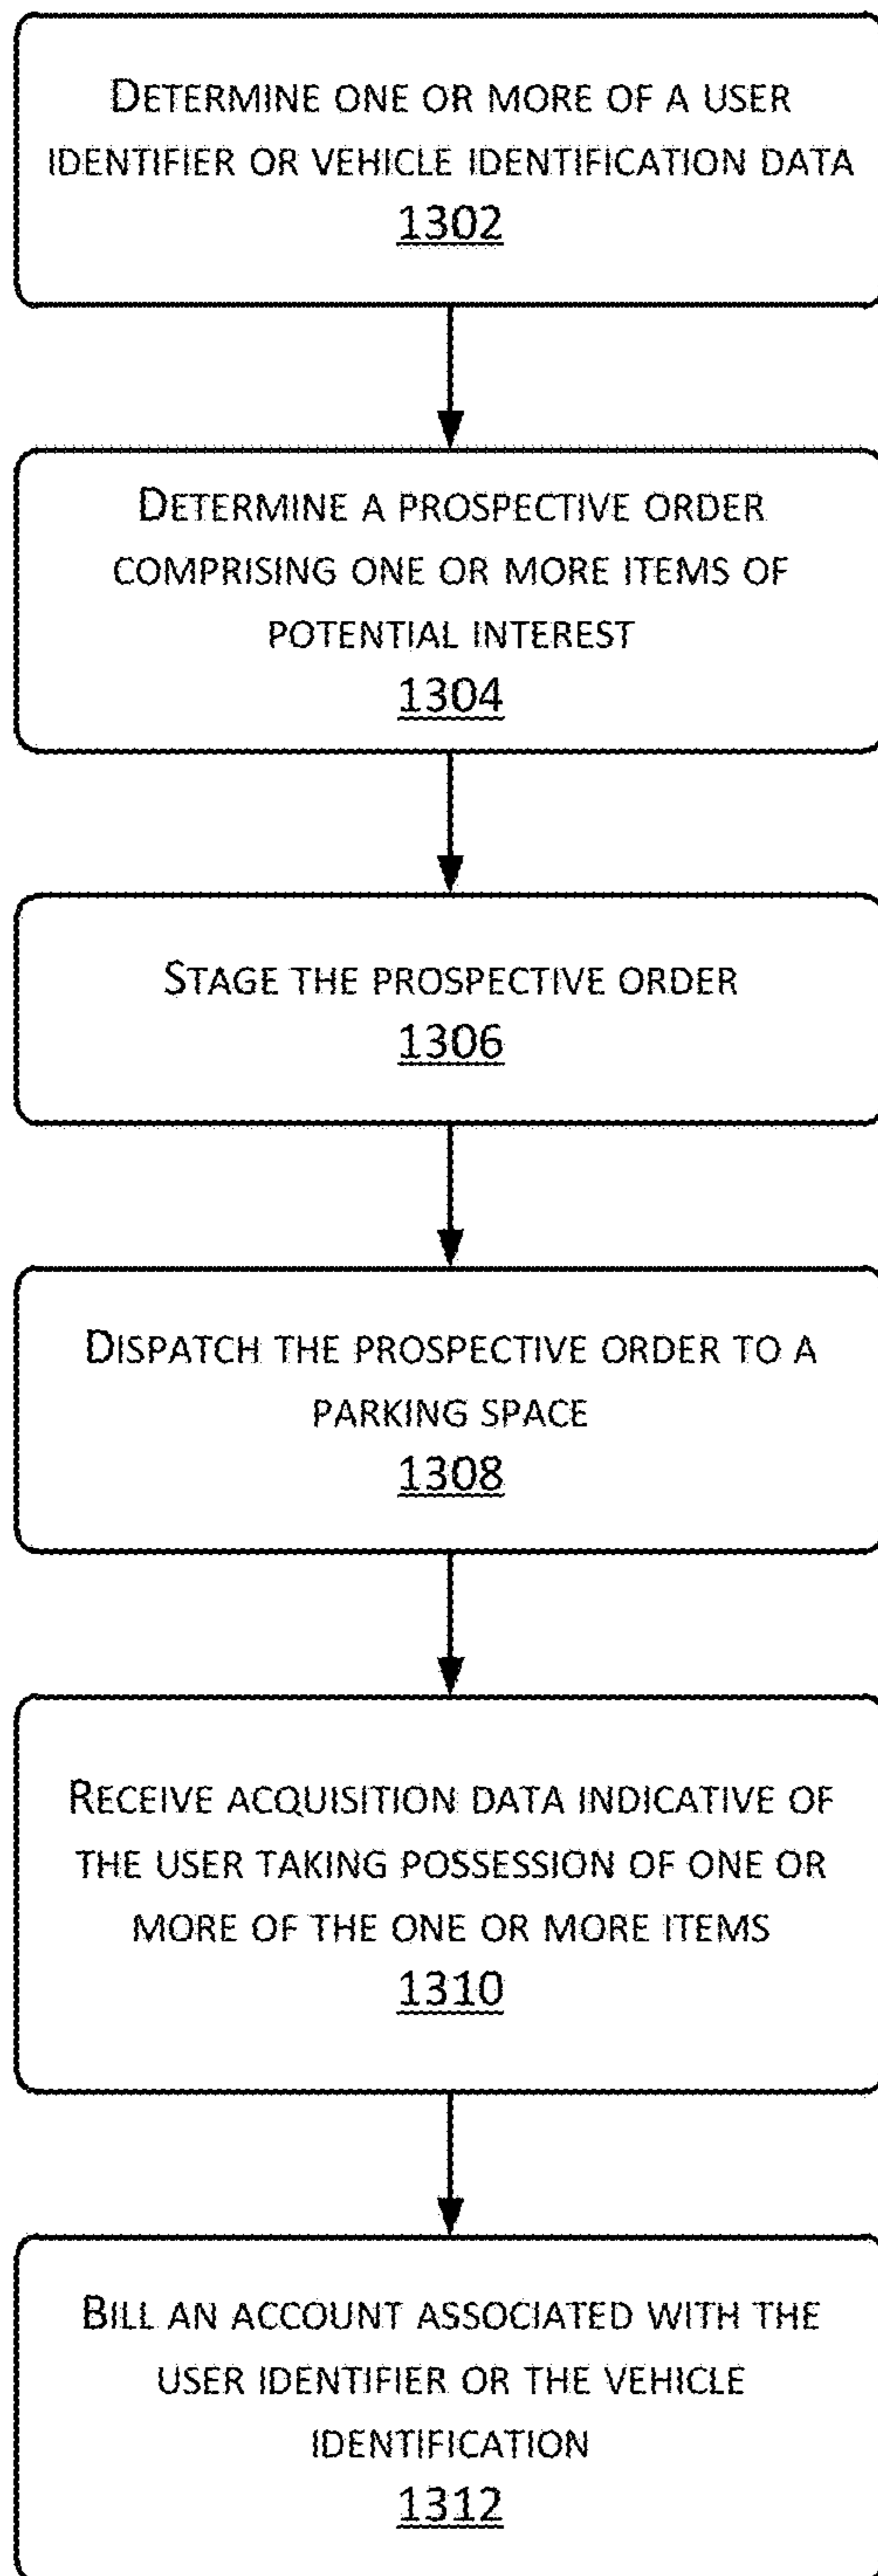 DETERMINE ONE OR MORE OF A USER
IDENTIFIER OR VEHICLE IDENTIFICATION DATA
1302
DETERMINE A PROSPECTIVE ORDER
COMPRISING ONE OR MORE ITEMS OF
POTENTIAL INTEREST
1304
STAGE THE PROSPECTIVE ORDER
1306
DISPATCH THE PROSPECTIVE ORDER TO A
PARKING SPACE
1308
RECEIVE ACQUISITION DATA INDICATIVE OF
THE USER TAKING POSSESSION OF ONE OR
MORE OF THE ONE OR MORE ITEMS
1310
BILL AN ACCOUNT ASSOCIATED WITH THE
USER IDENTIFIER OR THE VEHICLE
IDENTIFICATION
1312